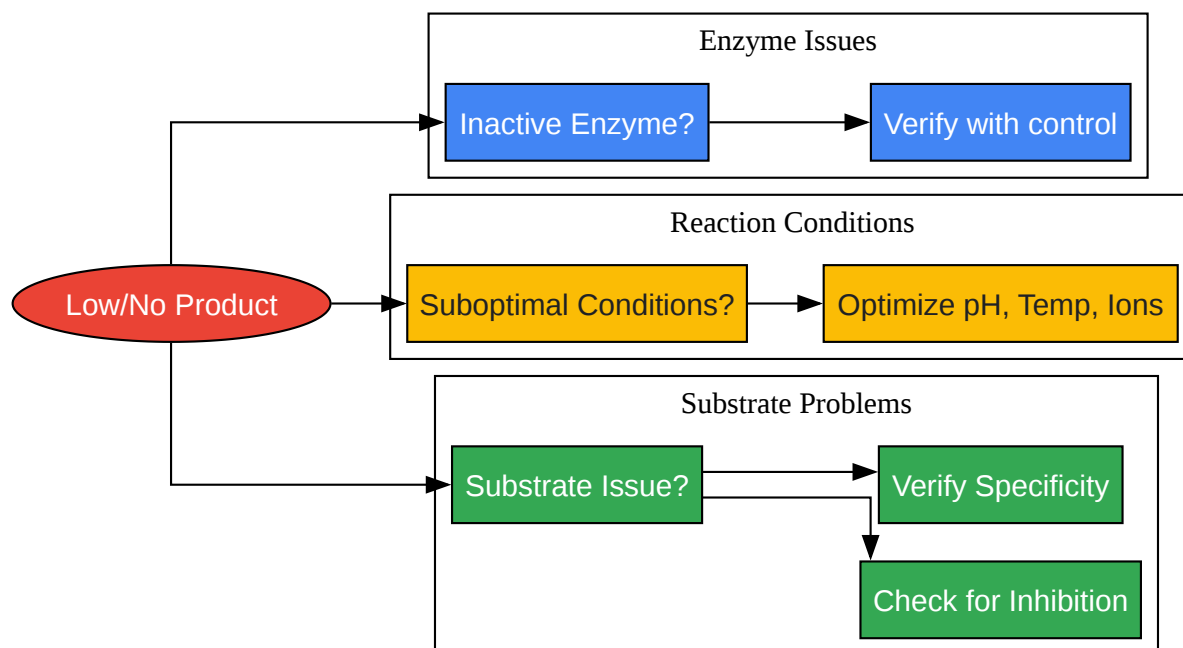 Enzyme Issues
Inactive Enzyme?
Verify with control
Reaction Conditions
Low/No Product
Suboptimal Conditions?
Optimize pH, Temp, Ions
Substrate Problems
Substrate Issue?
Verify Specificity
Check for Inhibition